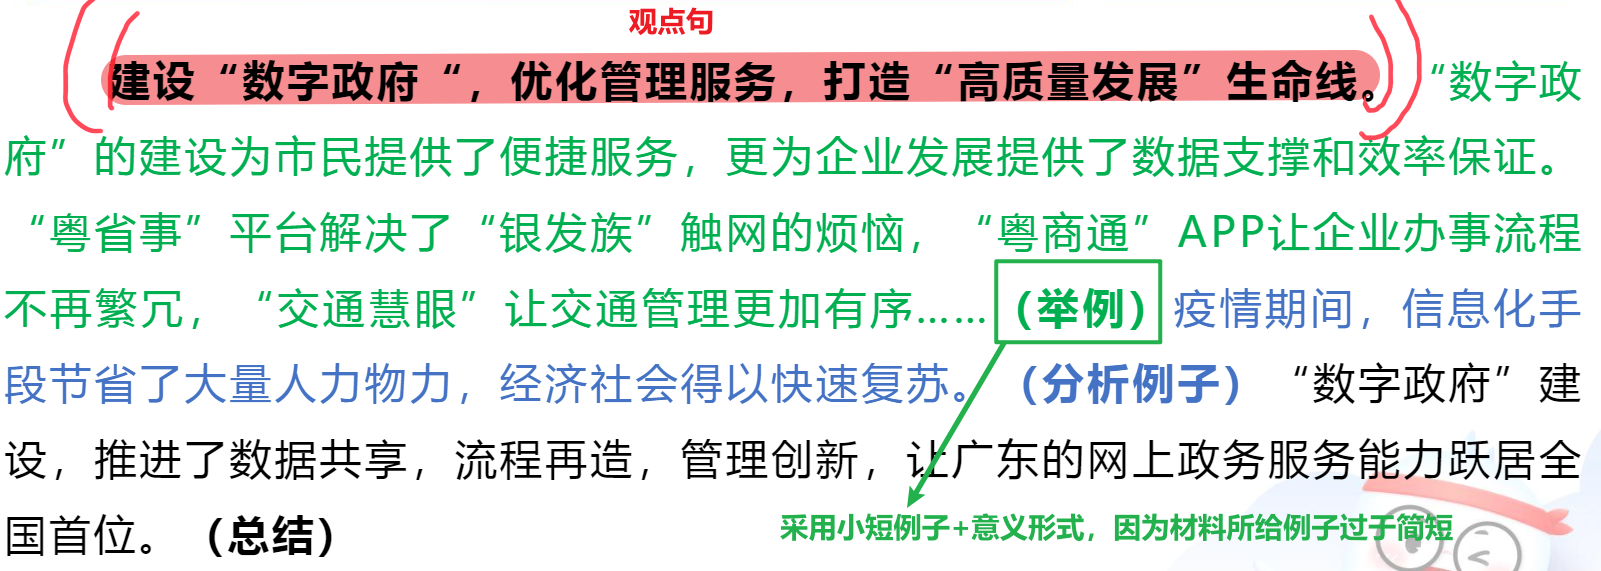 观点句
建设“数字政府“，优化管理服务，打造“高质量发展”生命线。 “数字政
府”的建设为市民提供了便捷服务，更为企业发展提供了数据支撑和效率保证。
“粤省事”平台解决了“银发族”触网的烦恼，“粤商通”APP让企业办事流程
不再繁冗，“交通慧眼”让交通管理更加有序……（举例）疫情期间，信息化手
段节省了大量人力物力，经济社会得以快速复苏。（分析例子）“数字政府”建
设，推进了数据共享，流程再造，管理创新，让广东的网上政务服务能力跃居全
国首位。（总结）
采用小短例子+意义形式，因为材料所给例子过于简短